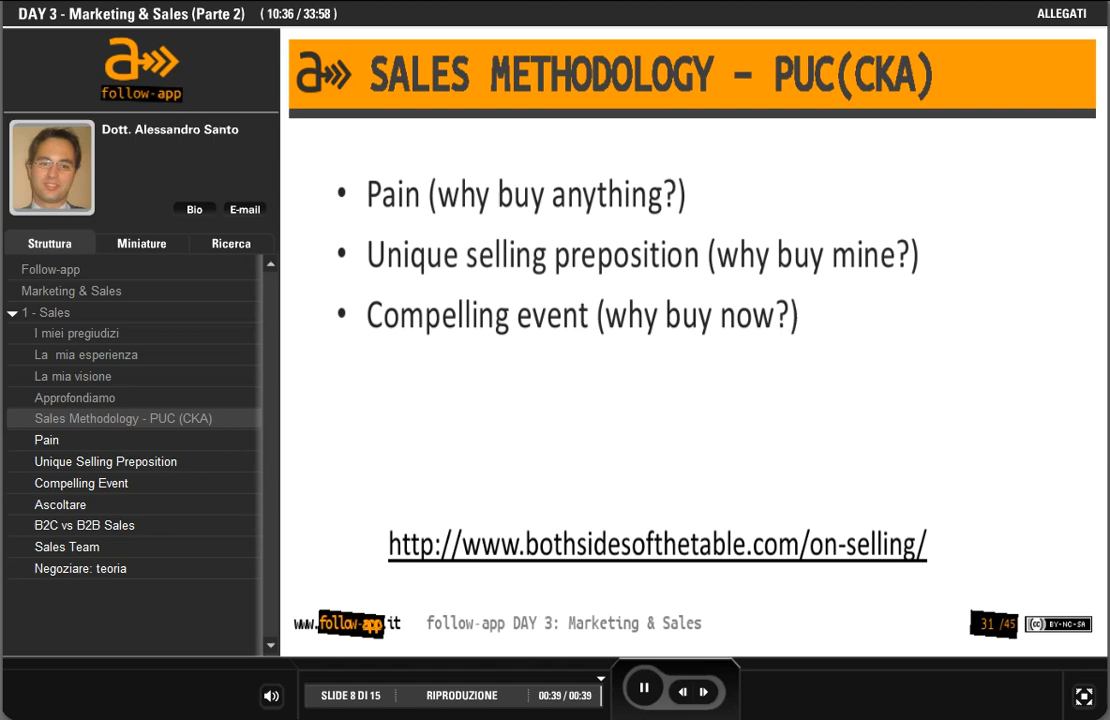 DAY 3 - Marketing & Sales (Parte 2) (10:36 / 33:58) ALLEGATI
a
follow-app
Dott. Alessandro Santo
Bio E-mail
Struttura Miniature Ricerca
Follow-app
Marketing & Sales
1 - Sales
I miei pregiudizi
La mia esperienza
La mia visione
Approfondiamo
Sales Methodology - PUC (CKA)
Pain
Unique Selling Preposition
Compelling Event
Ascoltare
B2C vs B2B Sales
Sales Team
Negoziare: teoria
a SALES METHODOLOGY - PUC(CKA)
• Pain (why buy anything?)
• Unique selling preposition (why buy mine?)
• Compelling event (why buy now?)
http://www.bothsidesofthetable.com/on-selling/
www.follow-app.it follow-app DAY 3: Marketing & Sales 31 /45 (cc) BY-NC-SA
SLIDE 8 DI 15 RIPRODUZIONE 00:39 / 00:39